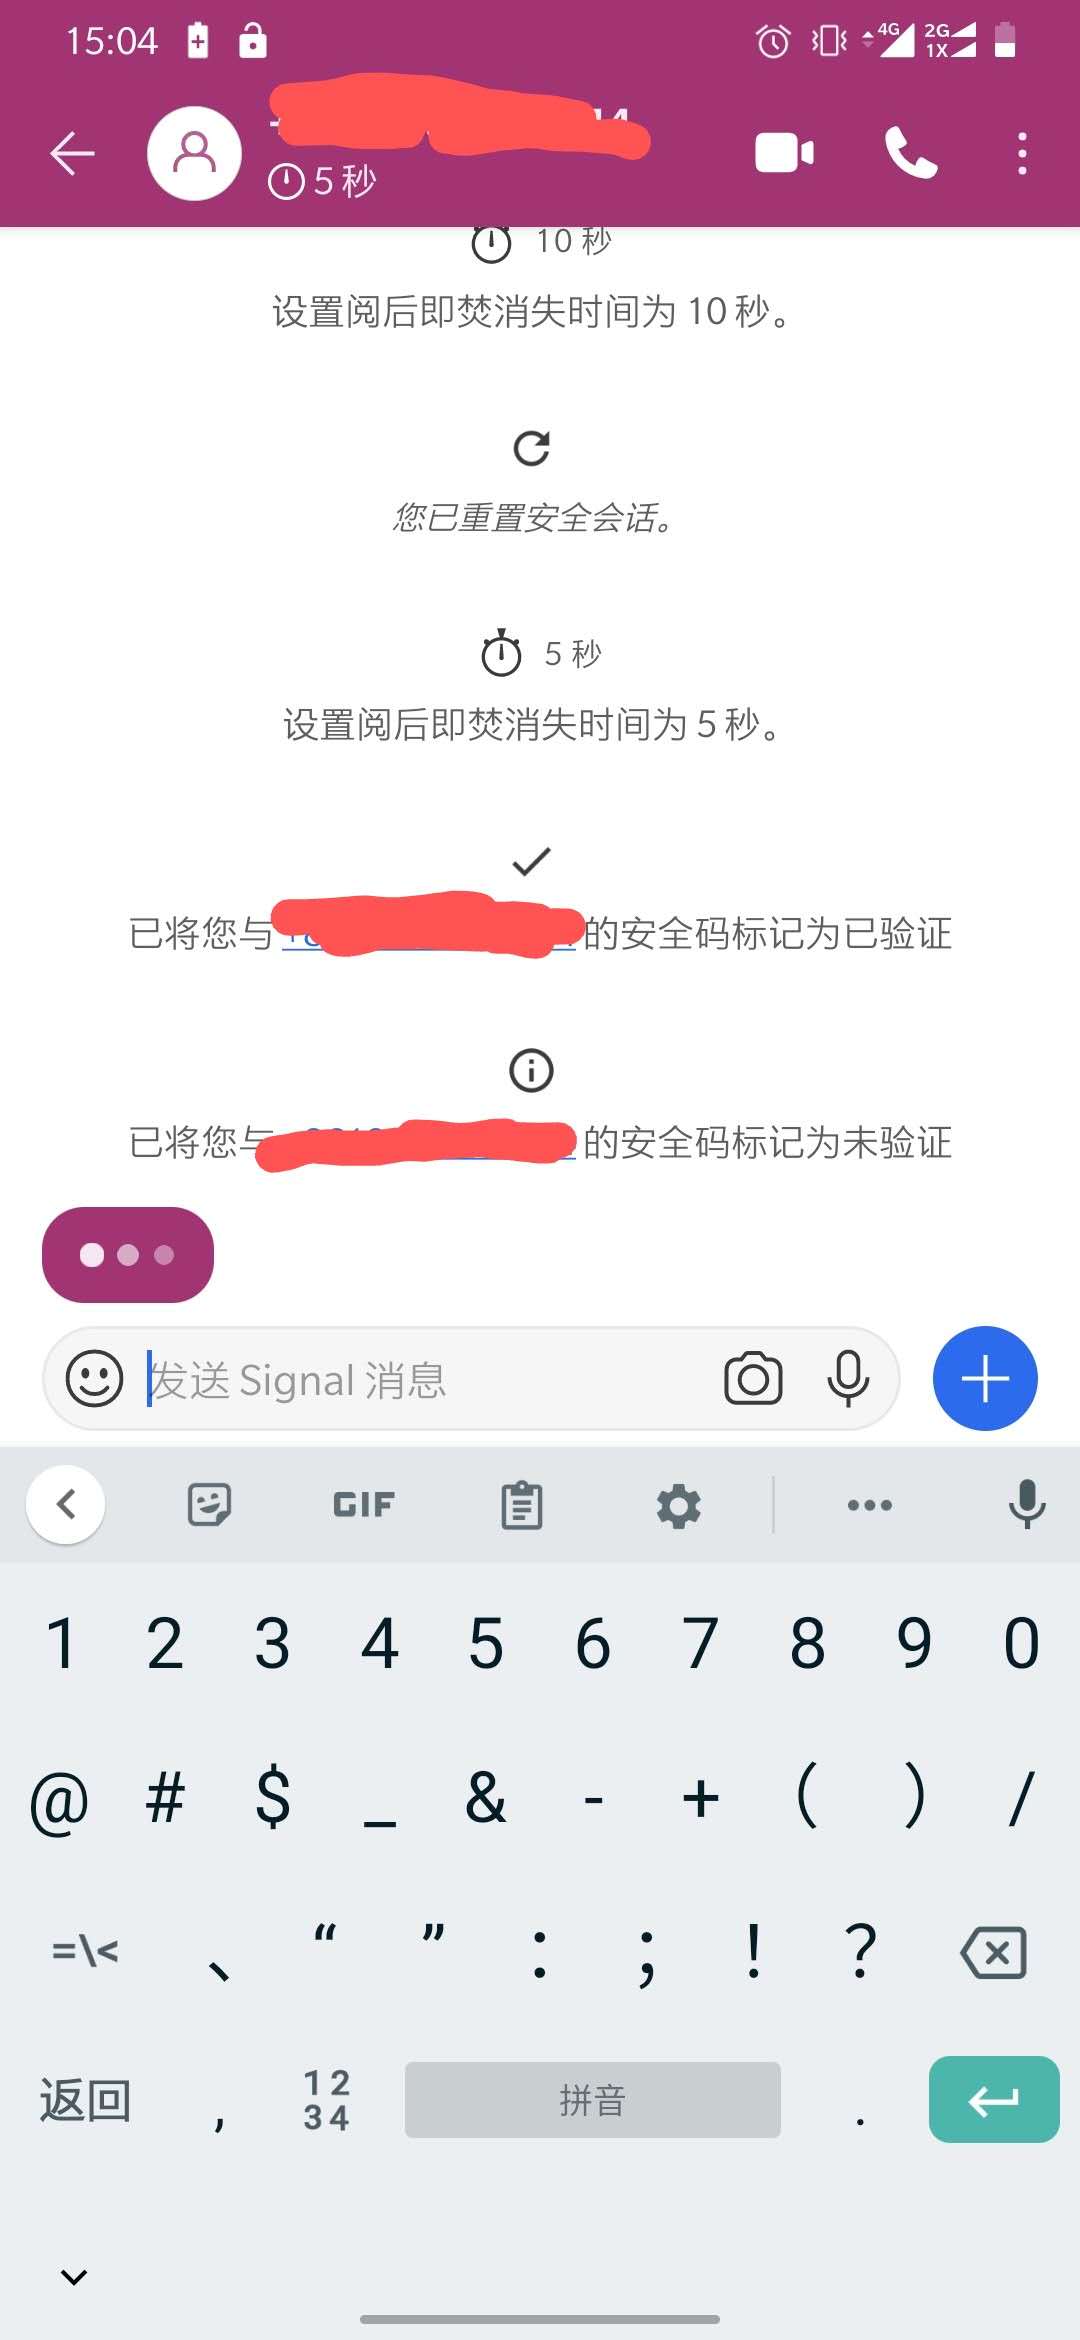 15:04
4G
2G
1X
5 秒
10 秒
设置阅后即焚消失时间为 10 秒。
您已重置安全会话。
5 秒
设置阅后即焚消失时间为 5 秒。
已将您与 的安全码标记为已验证
已将您与 的安全码标记为未验证
发送 Signal 消息
GIF
1 2 3 4 5 6 7 8 9 0
@ # $ _ & - + ( ) /
=\< 、 “ ” : ; ! ?
返回 , 12 34 拼音 .